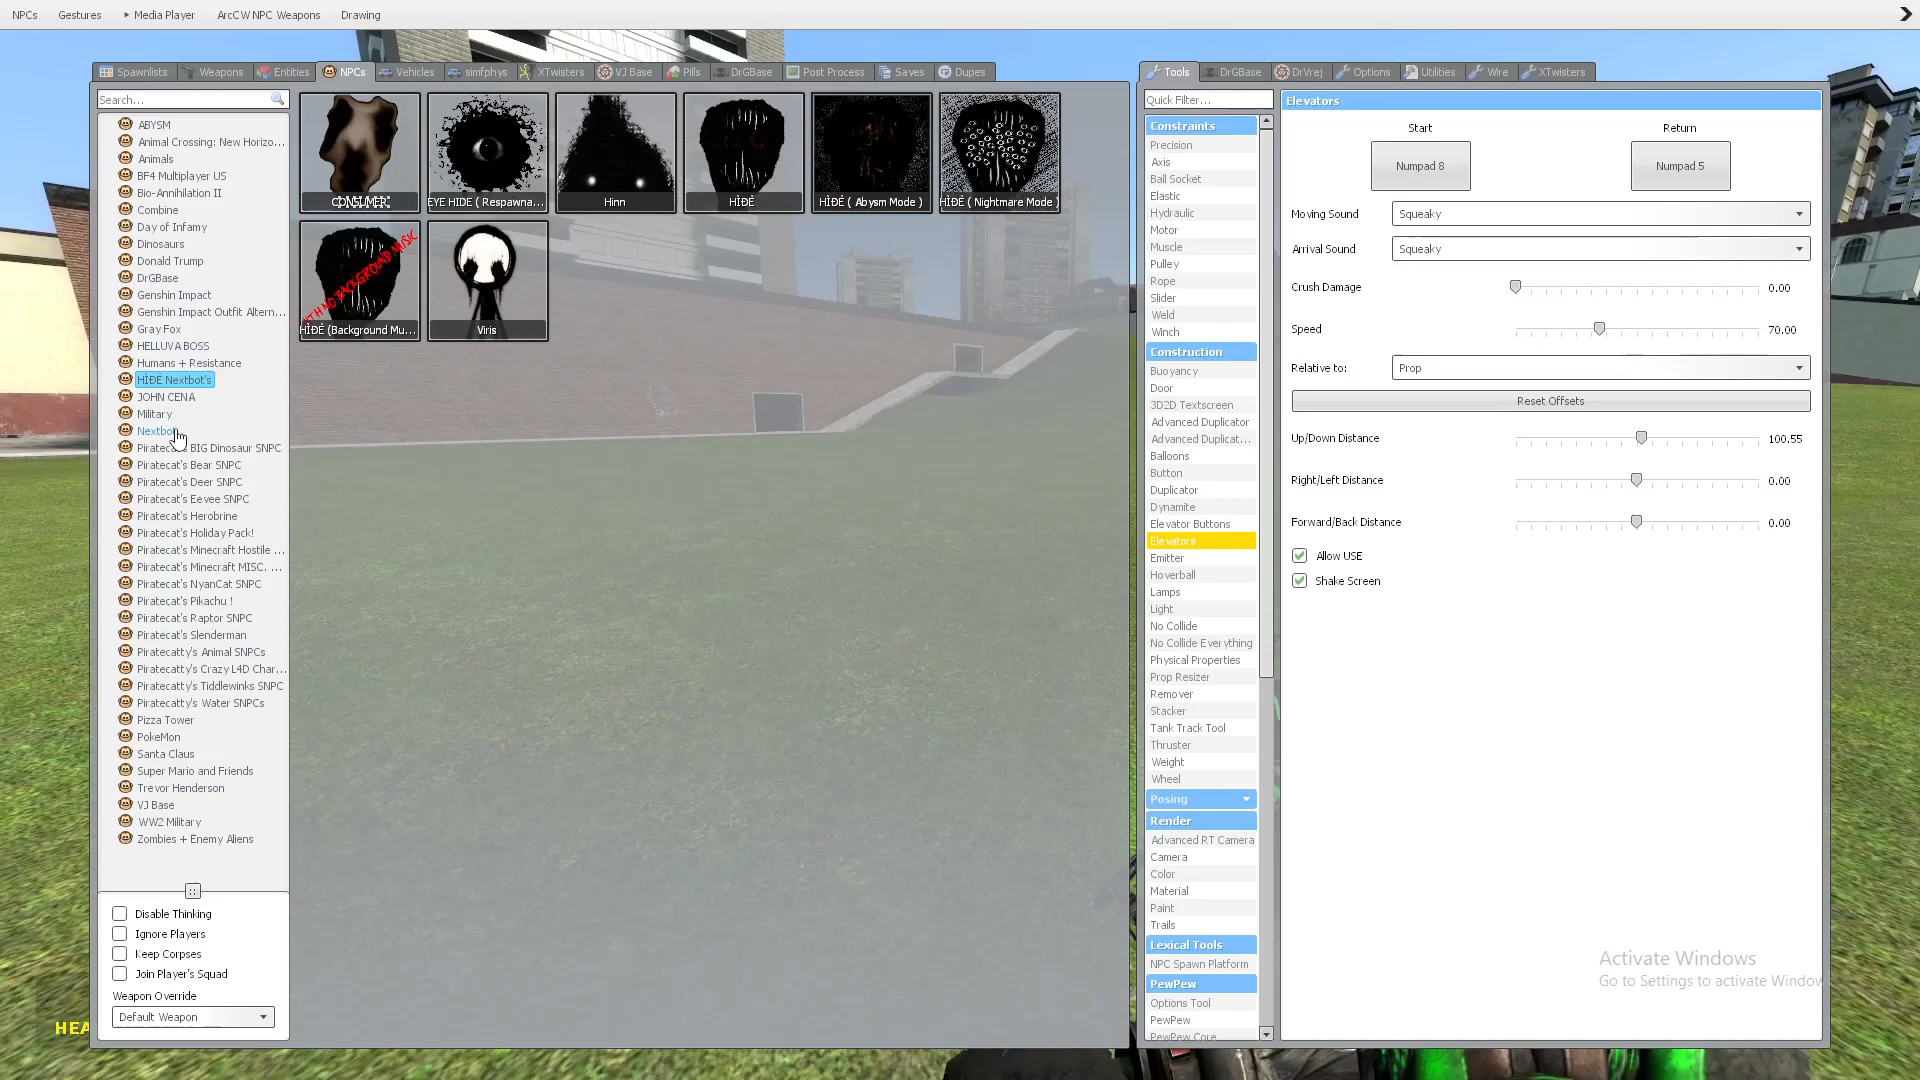 NPCs Gestures Media Player ArcCW NPC Weapons Drawing
Spawnlists Weapons Entities NPCs Vehicles simfphys XTwisters VJ Base Pills DrGBase Post Process Saves Dupes
Search...
ABYSM
Animal Crossing: New Horizo...
Animals
BF4 Multiplayer US
Bio-Annihilation II
Combine
Day of Infamy
Dinosaurs
Donald Trump
DrGBase
Genshin Impact
Genshin Impact Outfit Altern...
Gray Fox
HELLUVA BOSS
Humans + Resistance
HÌĐĖ Nextbot's
JOHN CENA
Military
Nextbot
Piratecat's BIG Dinosaur SNPC
Piratecat's Bear SNPC
Piratecat's Deer SNPC
Piratecat's Eevee SNPC
Piratecat's Herobrine
Piratecat's Holiday Pack!
Piratecat's Minecraft Hostile ...
Piratecat's Minecraft MISC. ...
Piratecat's NyanCat SNPC
Piratecat's Pikachu !
Piratecat's Raptor SNPC
Piratecat's Slenderman
Piratecatty's Animal SNPCs
Piratecatty's Crazy L4D Char...
Piratecatty's Tiddlewinks SNPC
Piratecatty's Water SNPCs
Pizza Tower
PokeMon
Santa Claus
Super Mario and Friends
Trevor Henderson
VJ Base
WW2 Military
Zombies + Enemy Aliens
Disable Thinking
Ignore Players
Keep Corpses
Join Player's Squad
Weapon Override
Default Weapon
HEA
CONSUMER
EYE HIDE ( Respawna...
Hinn
HÌĐĖ
HÌĐĖ ( Abysm Mode )
HÌĐĖ ( Nightmare Mode )
NO BACKGROUND MUSIC
HÌĐĖ (Background Mu...
Viris
Tools DrGBase DrVrej Options Utilities Wire XTwisters
Quick Filter...
Constraints
Precision
Axis
Ball Socket
Elastic
Hydraulic
Motor
Muscle
Pulley
Rope
Slider
Weld
Winch
Construction
Buoyancy
Door
3D2D Textscreen
Advanced Duplicator
Advanced Duplicat...
Balloons
Button
Duplicator
Dynamite
Elevator Buttons
Elevators
Emitter
Hoverball
Lamps
Light
No Collide
No Collide Everything
Physical Properties
Prop Resizer
Remover
Stacker
Tank Track Tool
Thruster
Weight
Wheel
Posing
Render
Advanced RT Camera
Camera
Color
Material
Paint
Trails
Lexical Tools
NPC Spawn Platform
PewPew
Options Tool
PewPew
PewPew Core
Elevators
Start Return
Numpad 8 Numpad 5
Moving Sound Squeaky
Arrival Sound Squeaky
Crush Damage 0.00
Speed 70.00
Relative to: Prop
Reset Offsets
Up/Down Distance 100.55
Right/Left Distance 0.00
Forward/Back Distance 0.00
Allow USE
Shake Screen
Activate Windows
Go to Settings to activate Window